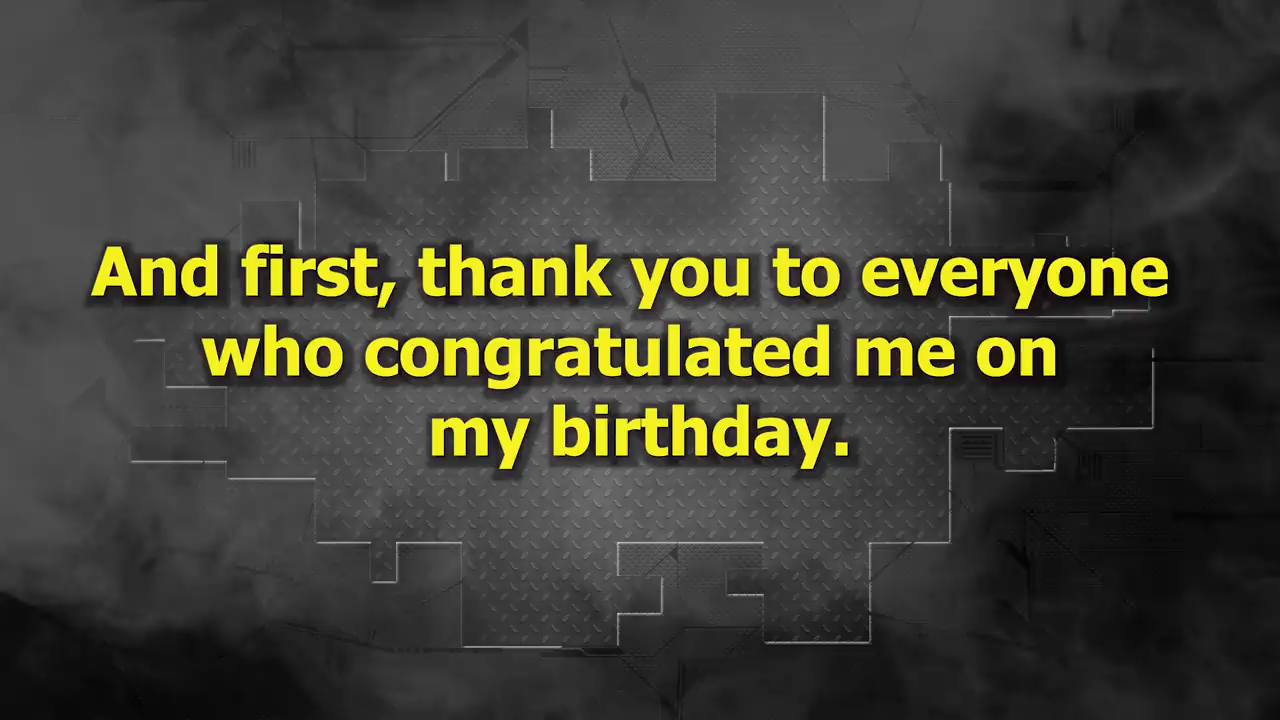 And first, thank you to everyone
who congratulated me on
my birthday.